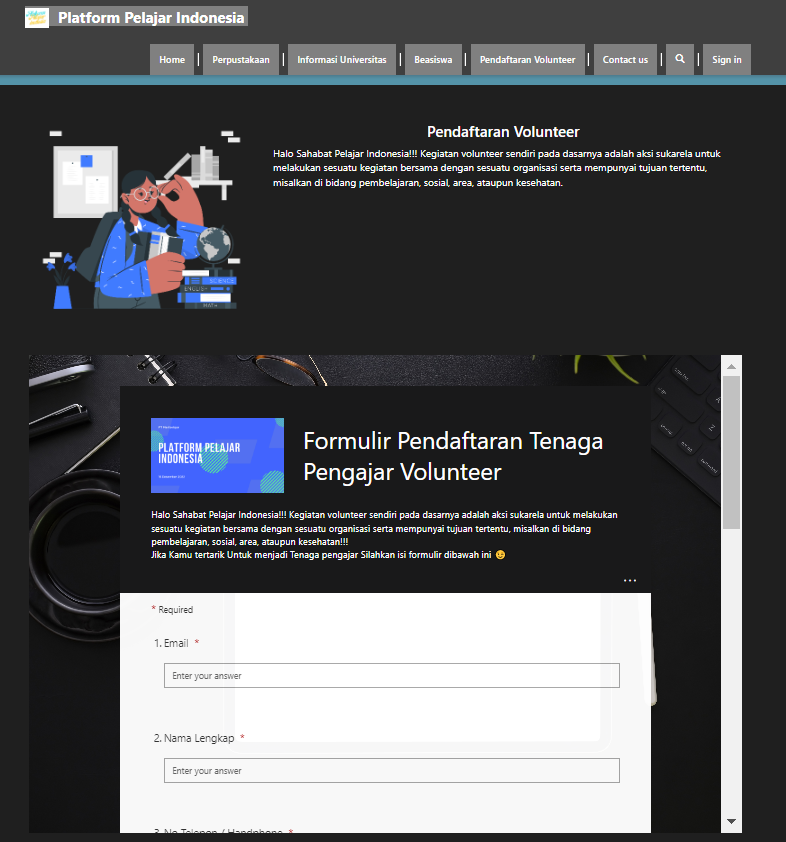 Platform Pelajar Indonesia
Home | Perpustakaan | Informasi Universitas | Beasiswa | Pendaftaran Volunteer | Contact us | | Sign in
Pendaftaran Volunteer
Halo Sahabat Pelajar Indonesia!!! Kegiatan volunteer sendiri pada dasarnya adalah aksi sukarela untuk
melakukan sesuatu kegiatan bersama dengan sesuatu organisasi serta mempunyai tujuan tertentu,
misalkan di bidang pembelajaran, sosial, area, ataupun kesehatan.
SCIENCE
ENGLISH
MATH
PLATFORM PELAJAR
INDONESIA
Formulir Pendaftaran Tenaga
Pengajar Volunteer
Halo Sahabat Pelajar Indonesia!!! Kegiatan volunteer sendiri pada dasarnya adalah aksi sukarela untuk melakukan
sesuatu kegiatan bersama dengan sesuatu organisasi serta mempunyai tujuan tertentu, misalkan di bidang
pembelajaran, sosial, area, ataupun kesehatan!!!
Jika Kamu tertarik Untuk menjadi Tenaga pengajar Silahkan isi formulir dibawah ini 😉
...
* Required
1. Email *
Enter your answer
2. Nama Lengkap *
Enter your answer
3. No Telepon / Handphone *